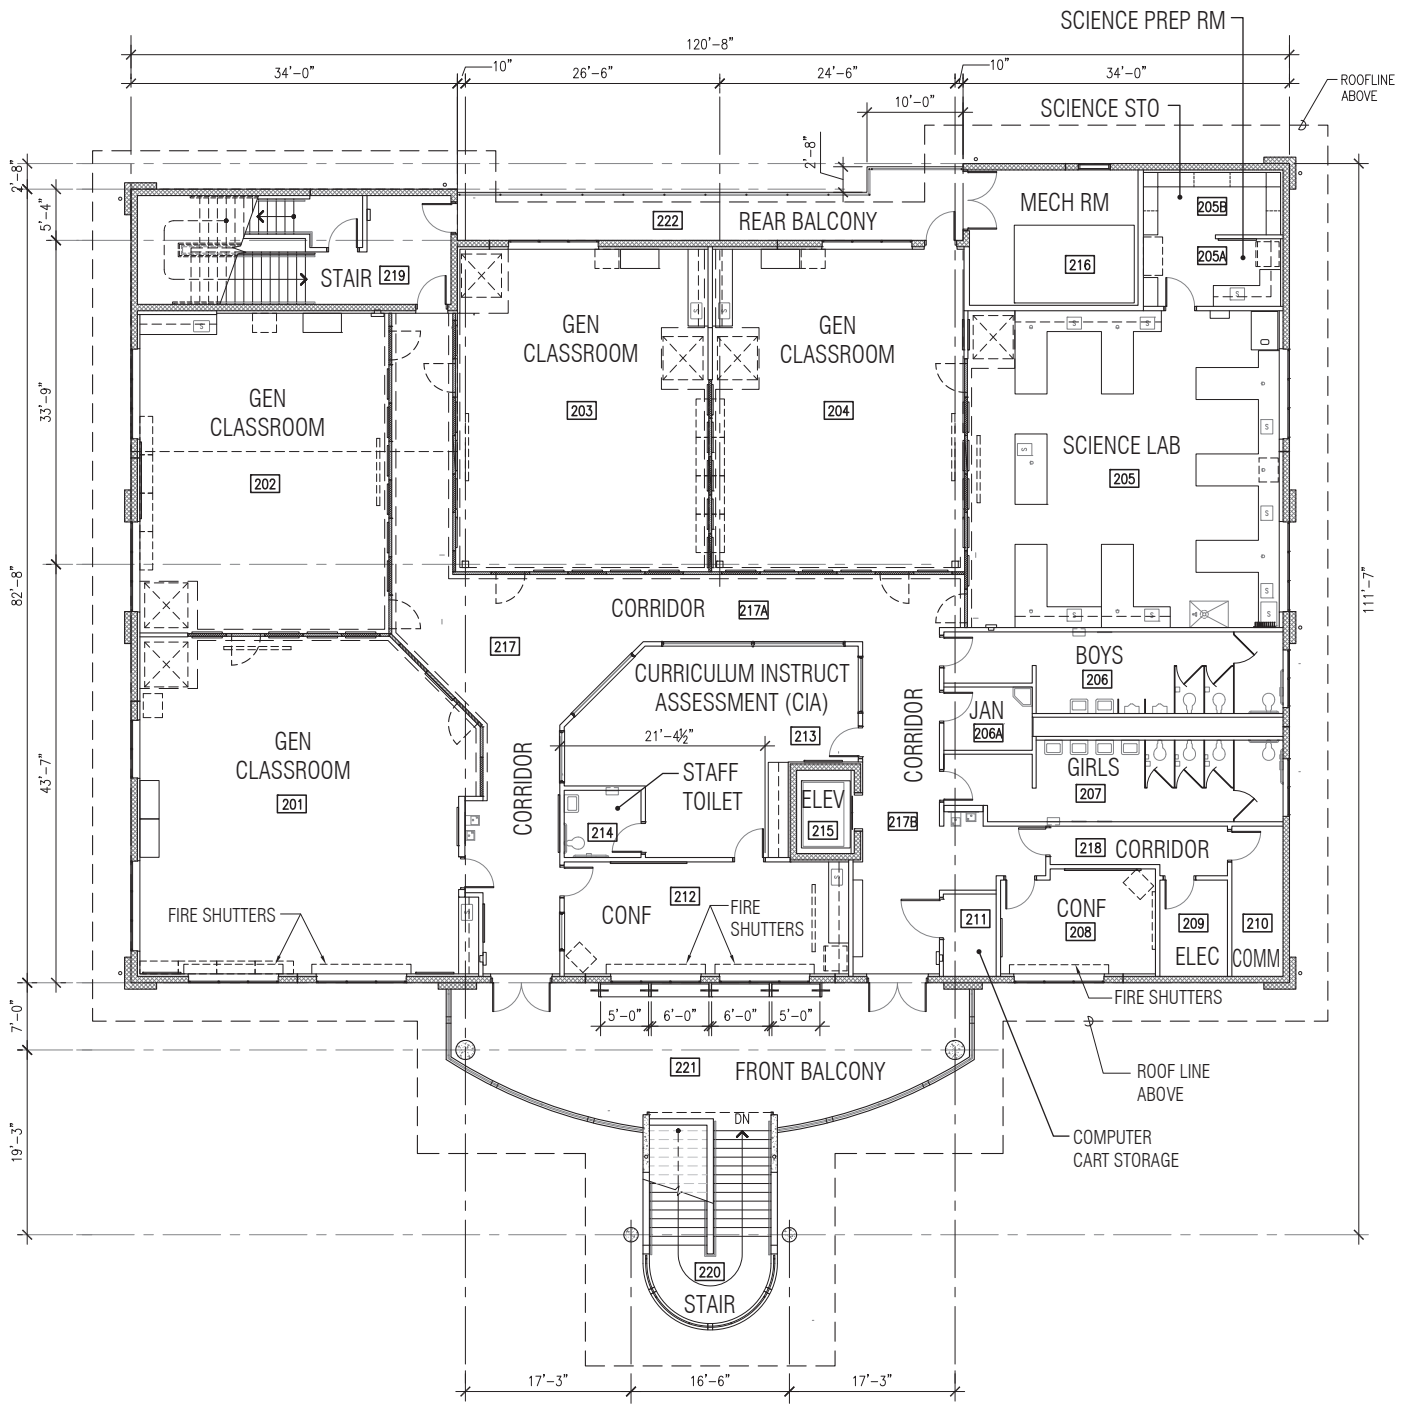 SCIENCE PREP RM
120'-8"
34'-0"
10"
26'-6"
24'-6"
10"
34'-0"
ROOFLINE
ABOVE
10'-0"
SCIENCE STO
2'-8"
2'-8"
5'-4"
222
REAR BALCONY
MECH RM
205B
205A
216
STAIR
219
S
S
S
S
S
S
GEN
CLASSROOM
203
GEN
CLASSROOM
204
GEN
CLASSROOM
202
33'-9"
SCIENCE LAB
205
S
S
S
S
S
S
S
82'-8"
111'-7"
CORRIDOR
217A
217
CURRICULUM INSTRUCT
ASSESSMENT (CIA)
213
21'-4½"
BOYS
206
JAN
206A
CORRIDOR
GEN
CLASSROOM
201
43'-7"
CORRIDOR
STAFF
TOILET
214
ELEV
215
GIRLS
207
217B
218
CORRIDOR
S
212
CONF
FIRE
SHUTTERS
FIRE SHUTTERS
S
211
CONF
208
209
ELEC
210
COMM
FIRE SHUTTERS
7'-0"
5'-0"
6'-0"
6'-0"
5'-0"
221
FRONT BALCONY
ROOF LINE
ABOVE
DN
COMPUTER
CART STORAGE
19'-3"
220
STAIR
17'-3"
16'-6"
17'-3"